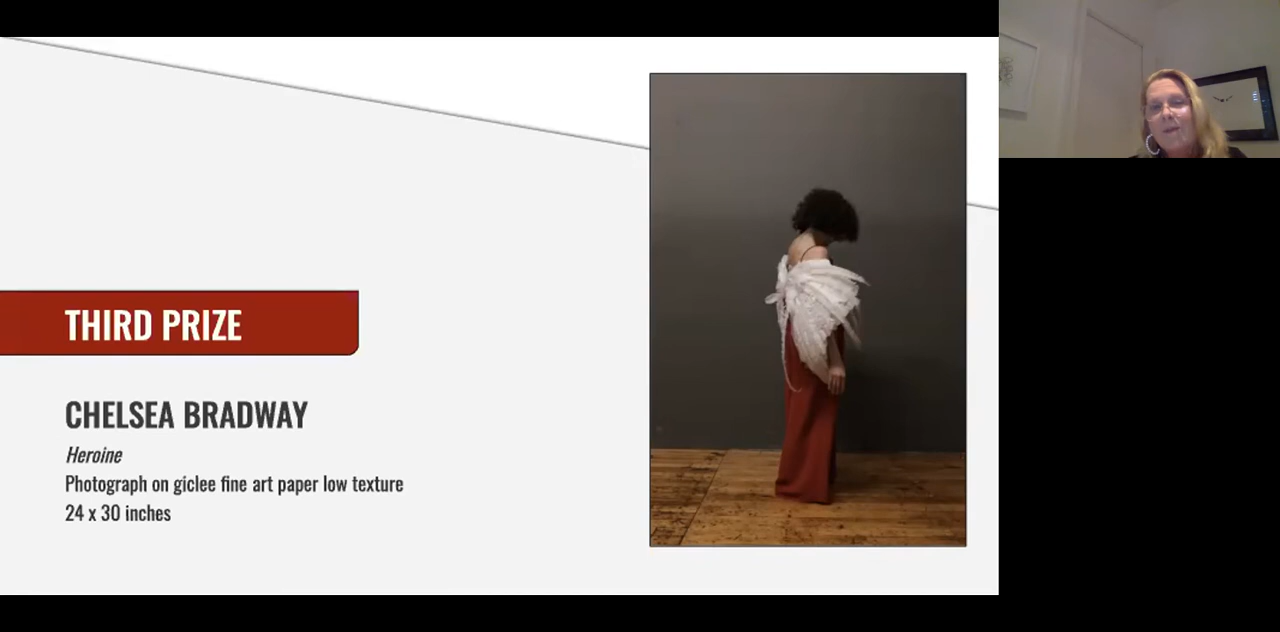 THIRD PRIZE
CHELSEA BRADWAY
Heroine
Photograph on giclee fine art paper low texture
24 x 30 inches